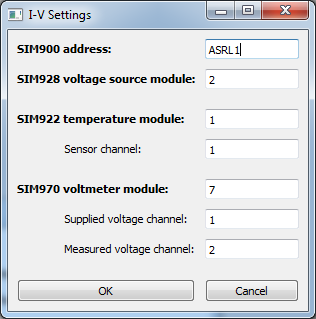 I-V Settings
SIM900 address: ASRL1
SIM928 voltage source module: 2
SIM922 temperature module: 1
Sensor channel: 1
SIM970 voltmeter module: 7
Supplied voltage channel: 1
Measured voltage channel: 2
OK Cancel